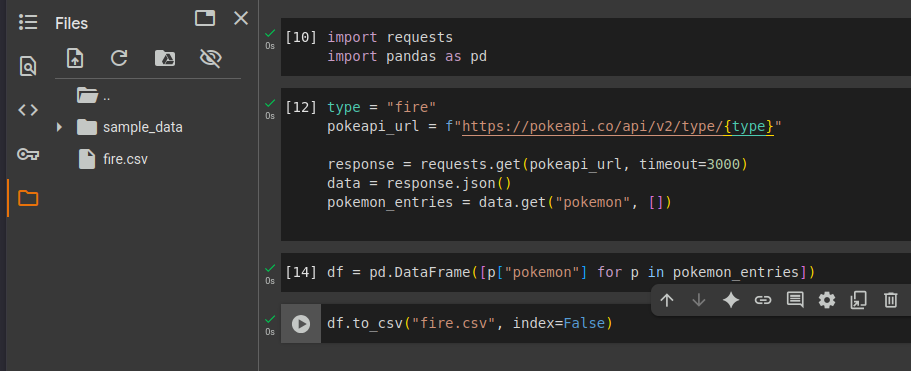 Files
..
sample_data
fire.csv
0s
[10] import requests
import pandas as pd
0s
[12] type = "fire"
pokeapi_url = f"https://pokeapi.co/api/v2/type/{type}"
response = requests.get(pokeapi_url, timeout=3000)
data = response.json()
pokemon_entries = data.get("pokemon", [])
0s
[14] df = pd.DataFrame([p["pokemon"] for p in pokemon_entries])
0s
df.to_csv("fire.csv", index=False)